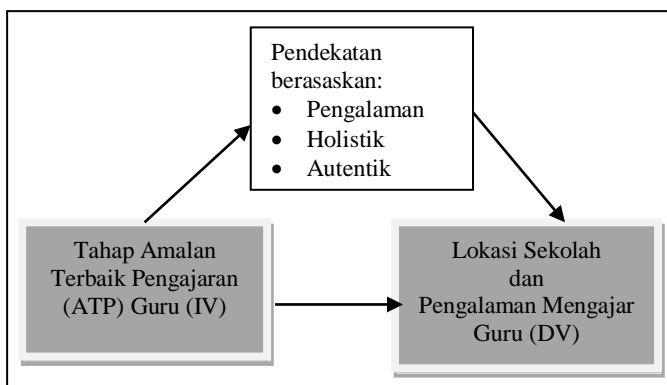 Pendekatan
berasaskan:
• Pengalaman
• Holistik
• Autentik
Tahap Amalan
Terbaik Pengajaran
(ATP) Guru (IV)
Lokasi Sekolah
dan
Pengalaman Mengajar
Guru (DV)